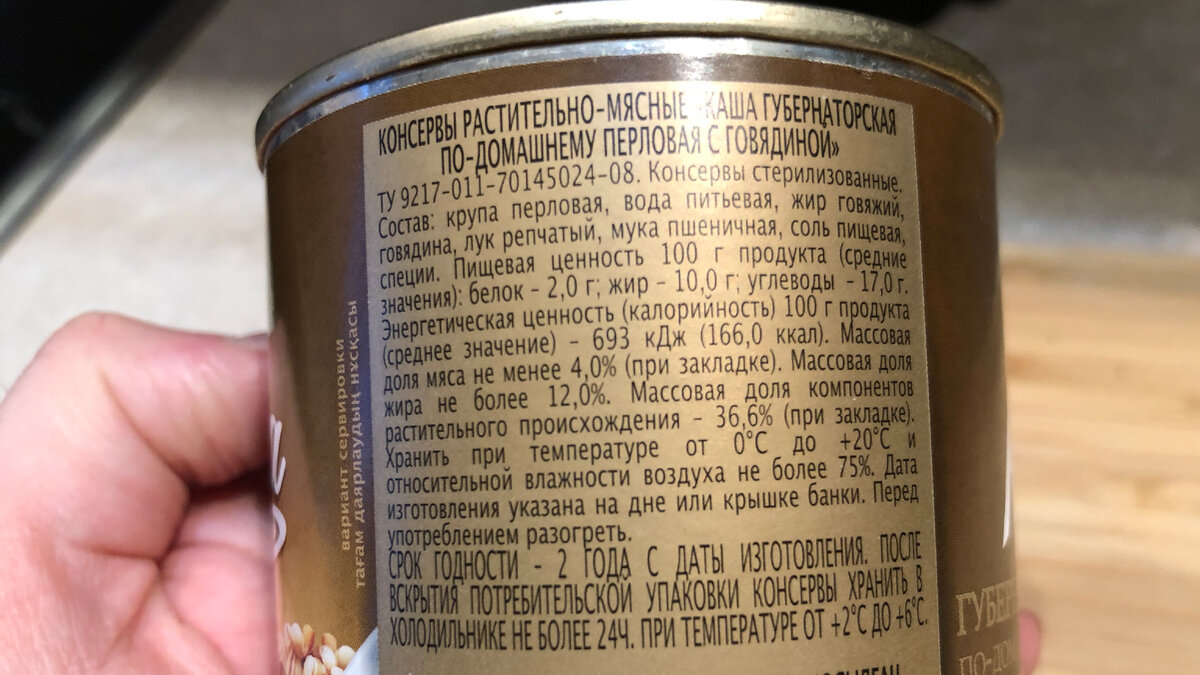 КОНСЕРВЫ РАСТИТЕЛЬНО-МЯСНЫЕ «КАША ГУБЕРНАТОРСКАЯ
ПО-ДОМАШНЕМУ ПЕРЛОВАЯ С ГОВЯДИНОЙ»
ТУ 9217-011-70145024-08. Консервы стерилизованные.
Состав: крупа перловая, вода питьевая, жир говяжий,
говядина, лук репчатый, мука пшеничная, соль пищевая,
специи. Пищевая ценность 100 г продукта (средние
значения): белок - 2,0 г; жир - 10,0 г; углеводы - 17,0 г.
Энергетическая ценность (калорийность) 100 г продукта
(среднее значение) - 693 кДж (166,0 ккал). Массовая
доля мяса не менее 4,0% (при закладке). Массовая доля
жира не более 12,0%. Массовая доля компонентов
растительного происхождения - 36,6% (при закладке).
Хранить при температуре от 0°С до +20°С и
относительной влажности воздуха не более 75%. Дата
изготовления указана на дне или крышке банки. Перед
употреблением разогреть.
СРОК ГОДНОСТИ - 2 ГОДА С ДАТЫ ИЗГОТОВЛЕНИЯ. ПОСЛЕ
ВСКРЫТИЯ ПОТРЕБИТЕЛЬСКОЙ УПАКОВКИ КОНСЕРВЫ ХРАНИТЬ В
ХОЛОДИЛЬНИКЕ НЕ БОЛЕЕ 24Ч. ПРИ ТЕМПЕРАТУРЕ ОТ +2°С ДО +6°С.
вариант сервировки
тағам даярлаудың нұсқасы